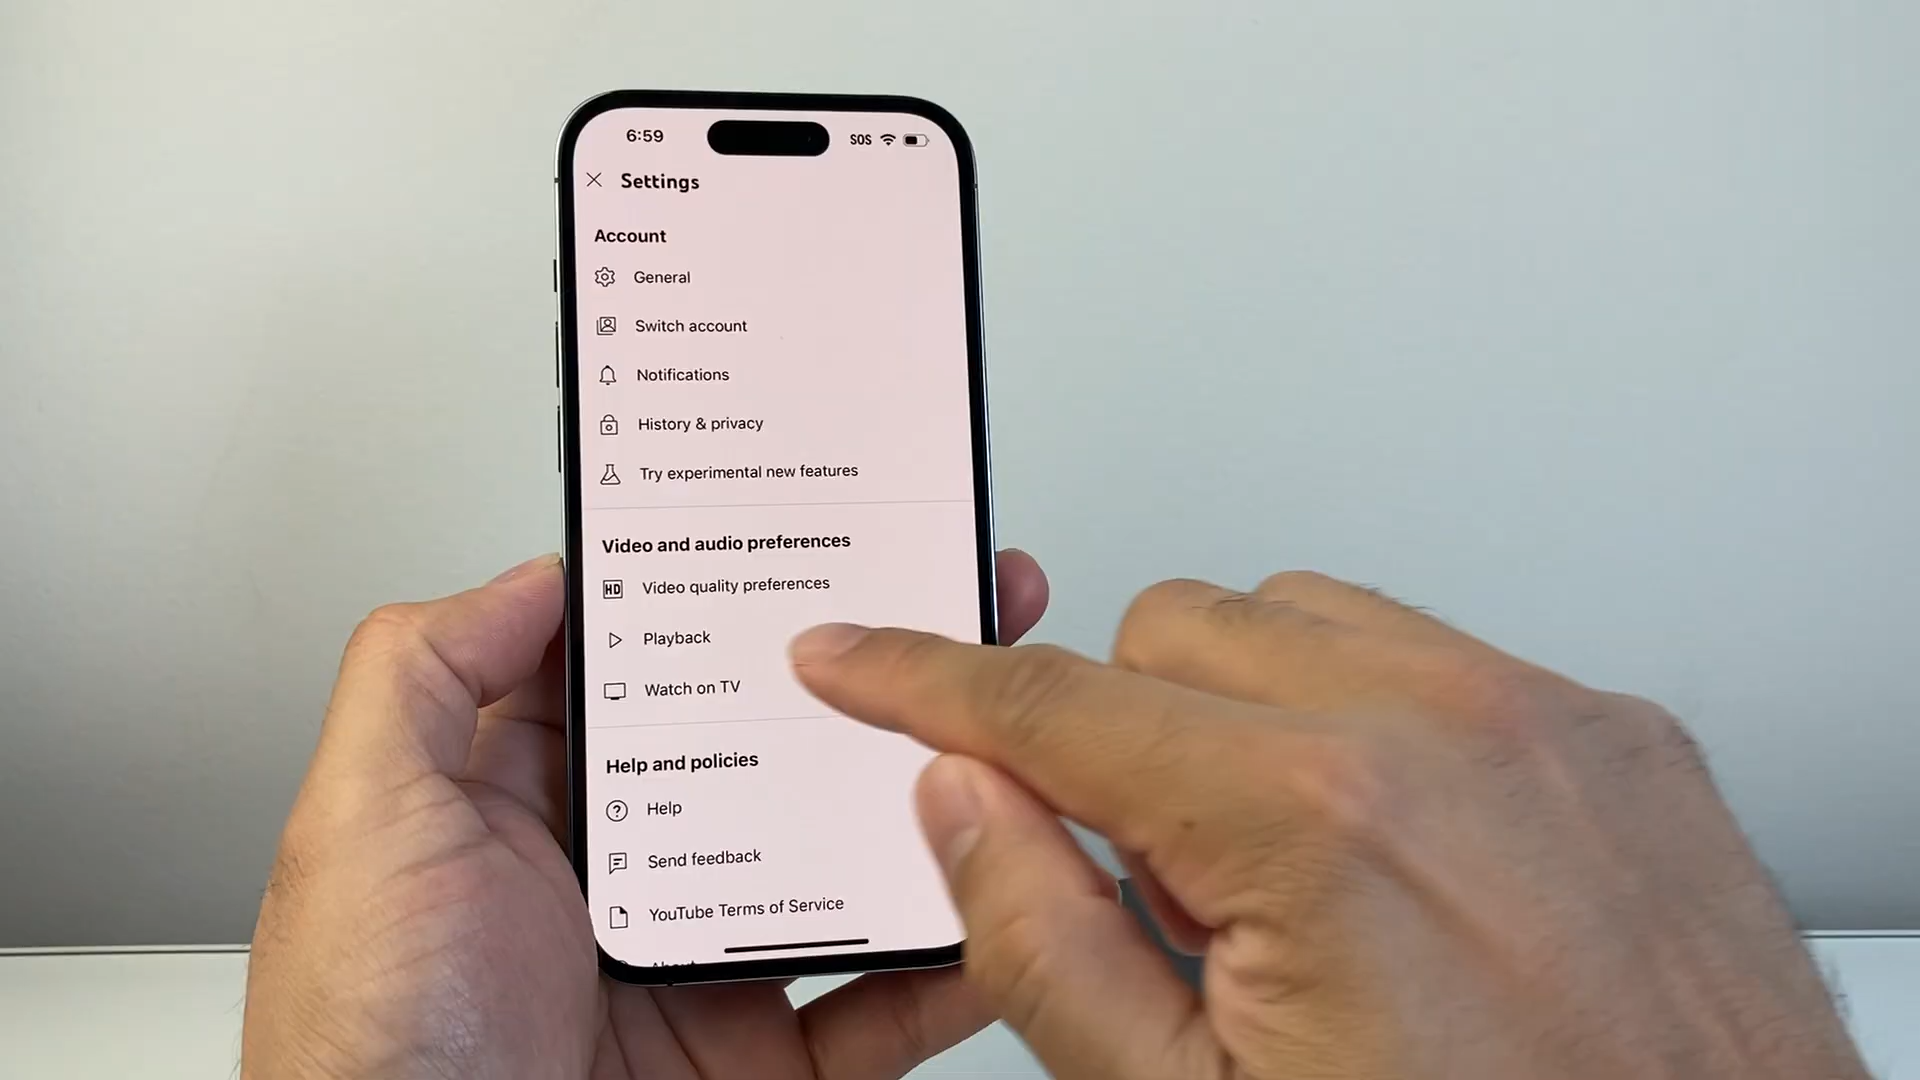 6:59
SOS
Settings
Account
General
Switch account
Notifications
History & privacy
Try experimental new features
Video and audio preferences
HD
Video quality preferences
Playback
Watch on TV
Help and policies
Help
Send feedback
YouTube Terms of Service
About